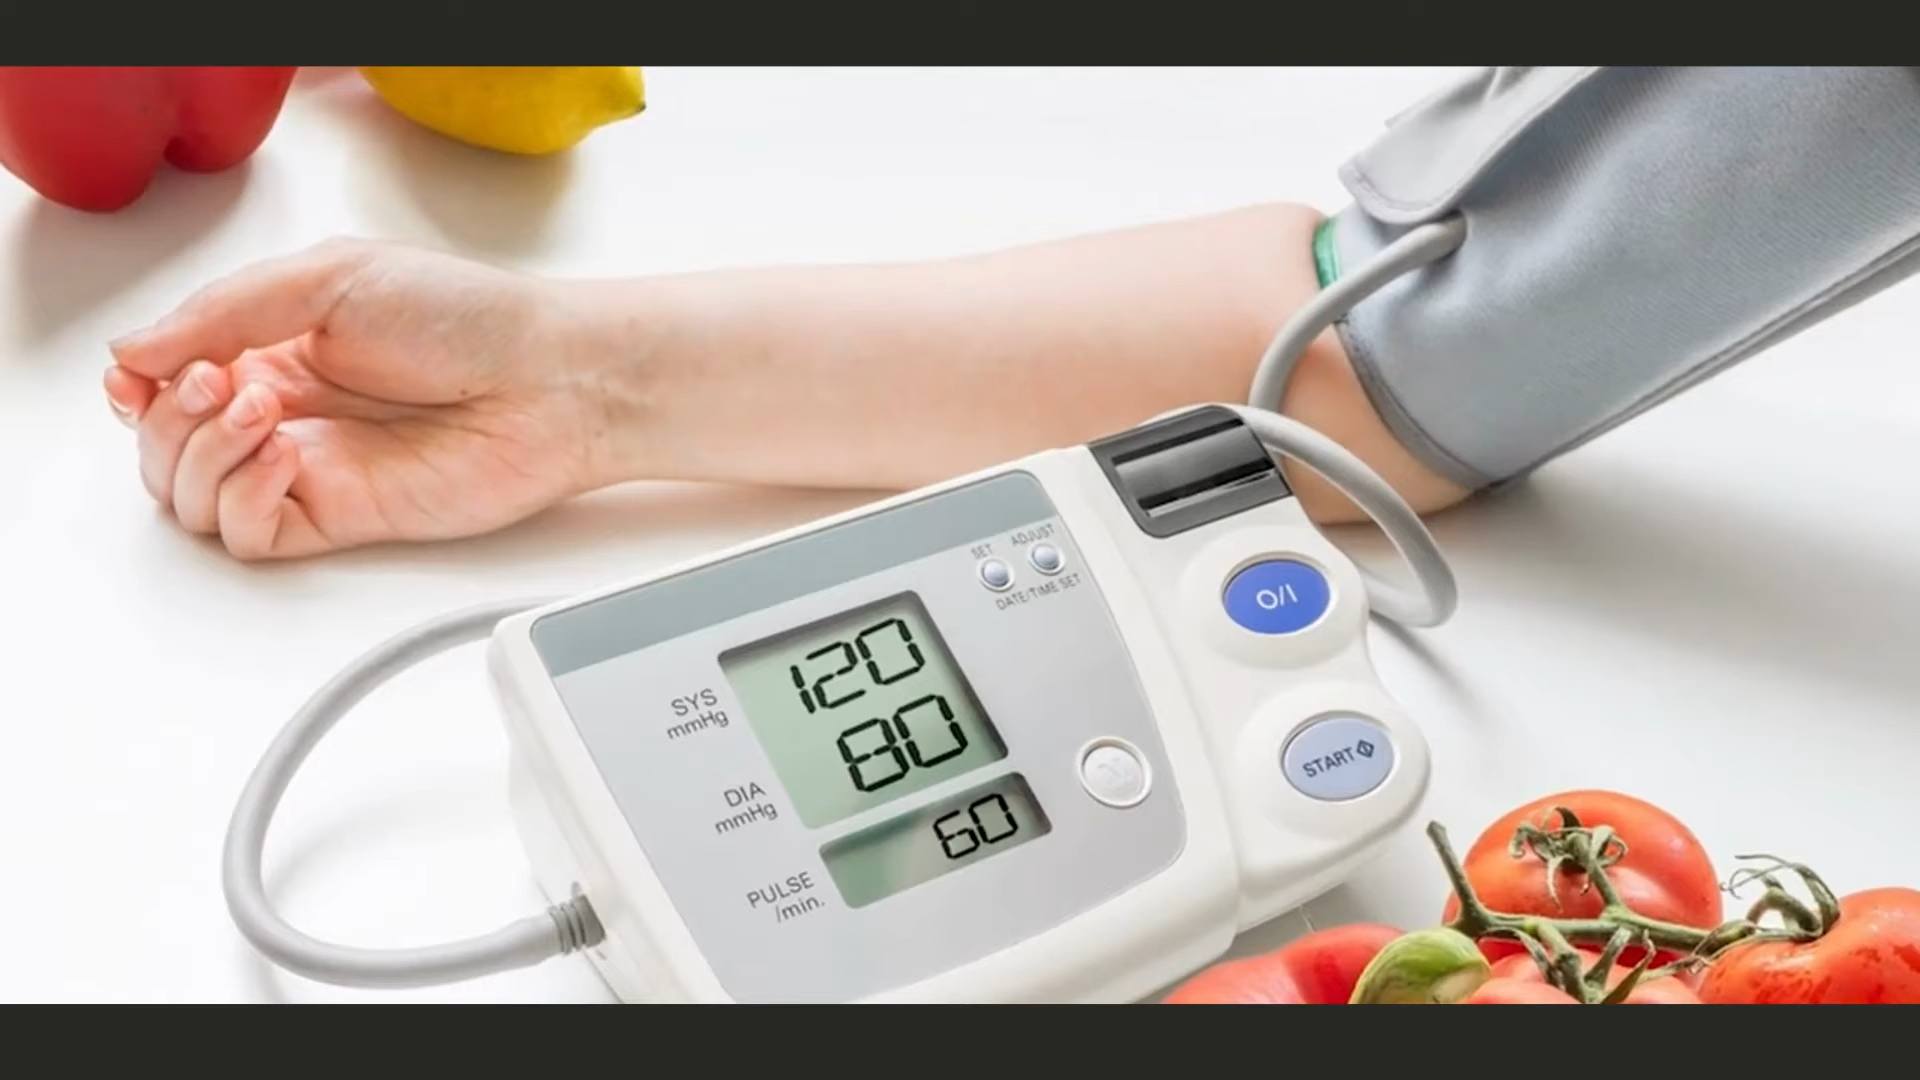 SET
ADJUST
DATE/TIME SET
O/I
120
SYS
mmHg
80
START
DIA
mmHg
60
PULSE
/min.